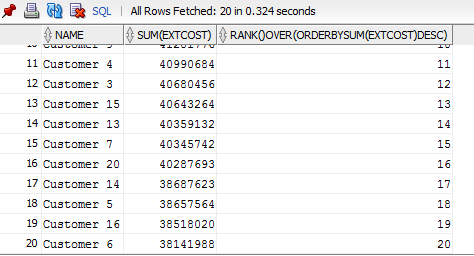 SQL | All Rows Fetched: 20 in 0.324 seconds
NAME SUM(EXTCOST) RANK()OVER(ORDERBYSUM(EXTCOST)DESC)
11 Customer 4 40990684 11
12 Customer 3 40680456 12
13 Customer 15 40643264 13
14 Customer 13 40359132 14
15 Customer 7 40345742 15
16 Customer 20 40287693 16
17 Customer 14 38687623 17
18 Customer 5 38657564 18
19 Customer 16 38518020 19
20 Customer 6 38141988 20